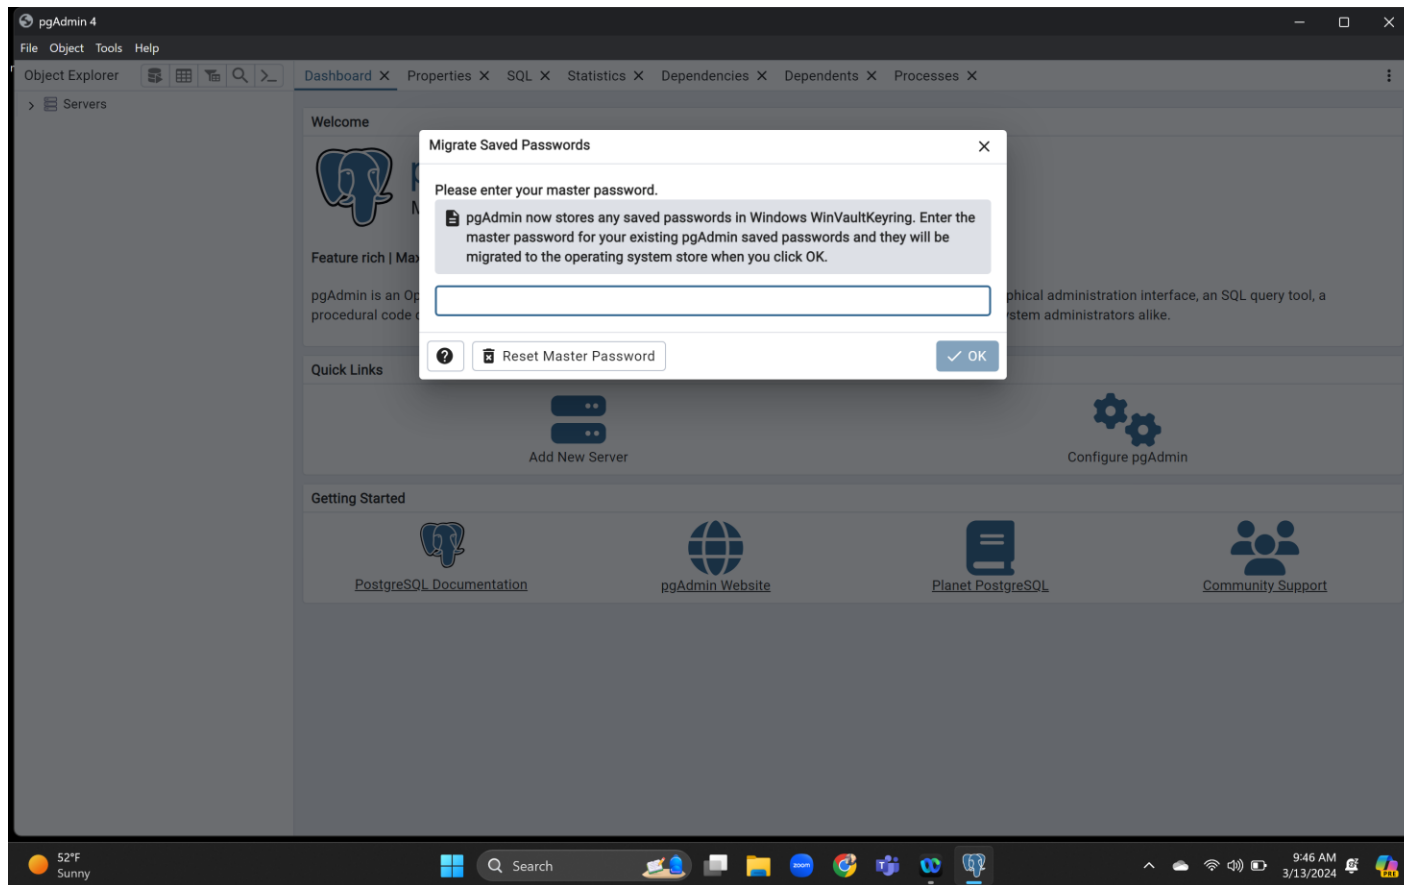 pgAdmin 4
File Object Tools Help
Object Explorer
Dashboard Properties SQL Statistics Dependencies Dependents Processes
Servers
Welcome
Migrate Saved Passwords
Please enter your master password.
pgAdmin now stores any saved passwords in Windows WinVaultKeyring. Enter the
master password for your existing pgAdmin saved passwords and they will be
migrated to the operating system store when you click OK.
Feature rich |
pgAdmin is an
phical administration interface, an SQL query tool, a
procedural code
stem administrators alike.
Reset Master Password
OK
Quick Links
Add New Server
Configure pgAdmin
Getting Started
PostgreSQL Documentation
pgAdmin Website
Planet PostgreSQL
Community Support
52°F
Sunny
Search
zoom
9:46 AM
3/13/2024
PRE